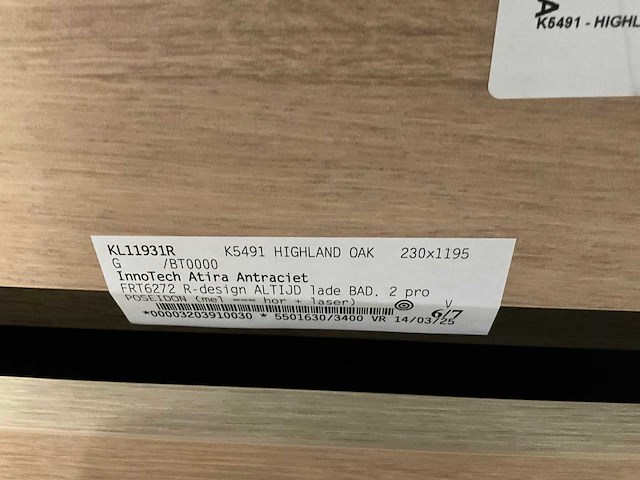 A
K5491 - HIGHL
KL11931R K5491 HIGHLAND OAK 230x1195
G /BT0000
InnoTech Atira Antraciet
FRT6272 R-design ALTIJD lade BAD. 2 pro
POSEIDON (mel --- hor + laser) V
6/7
*00003203910030 * 5501630/3400 VR 14/03/25